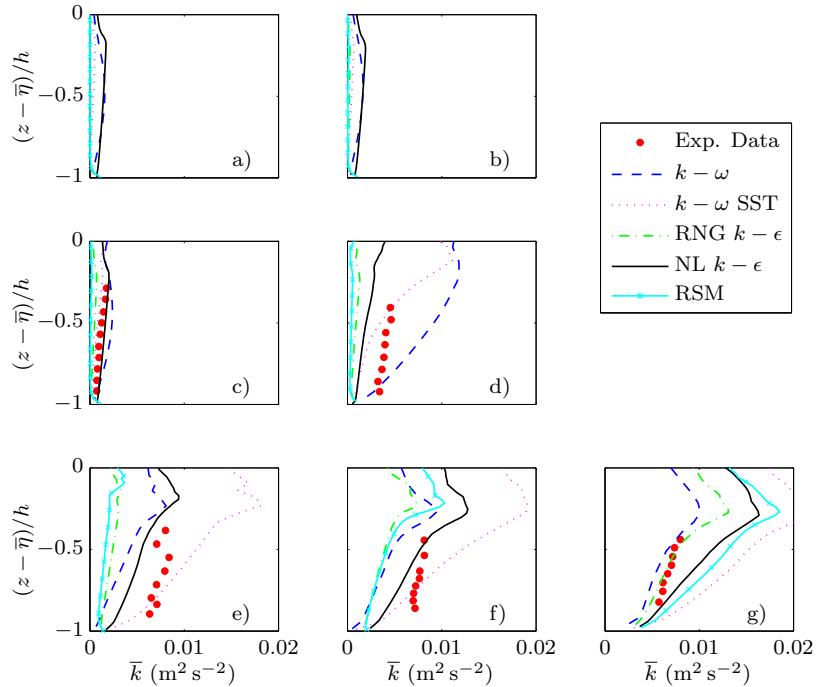 0
−0.5
−1
(z − η̅)/h
a)
b)
Exp. Data
k − ω
k − ω SST
RNG k − ϵ
NL k − ϵ
RSM
0
−0.5
−1
(z − η̅)/h
c)
d)
0
−0.5
−1
(z − η̅)/h
e)
f)
g)
0 0.01 0.02
0 0.01 0.02
0 0.01 0.02
k̅ (m² s⁻²)
k̅ (m² s⁻²)
k̅ (m² s⁻²)